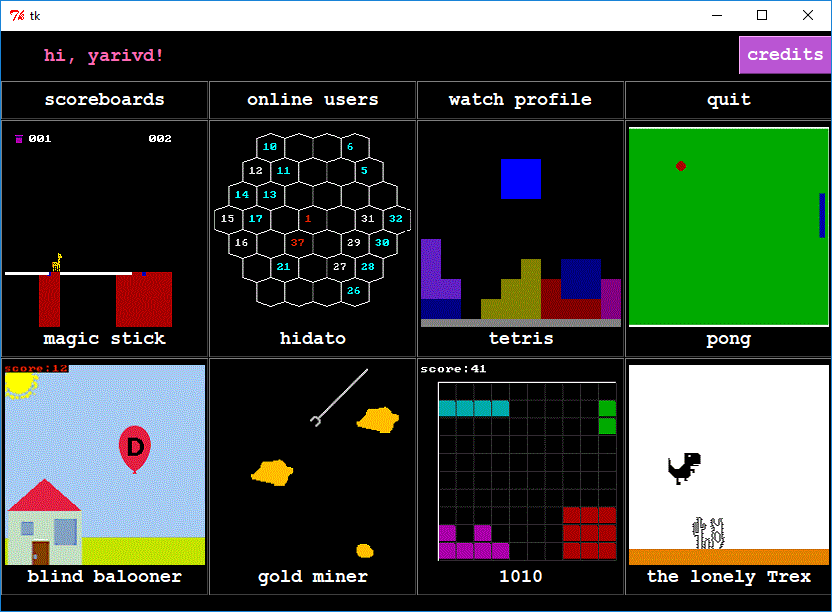 tk
hi, yarivd!
credits
scoreboards online users watch profile quit
001 002
10 6
12 11 5
14 13
15 17 1 31 32
16 37 29 30
21 27 28
26
magic stick hidato tetris pong
score:12
D
score:41
blind balooner gold miner 1010 the lonely Trex